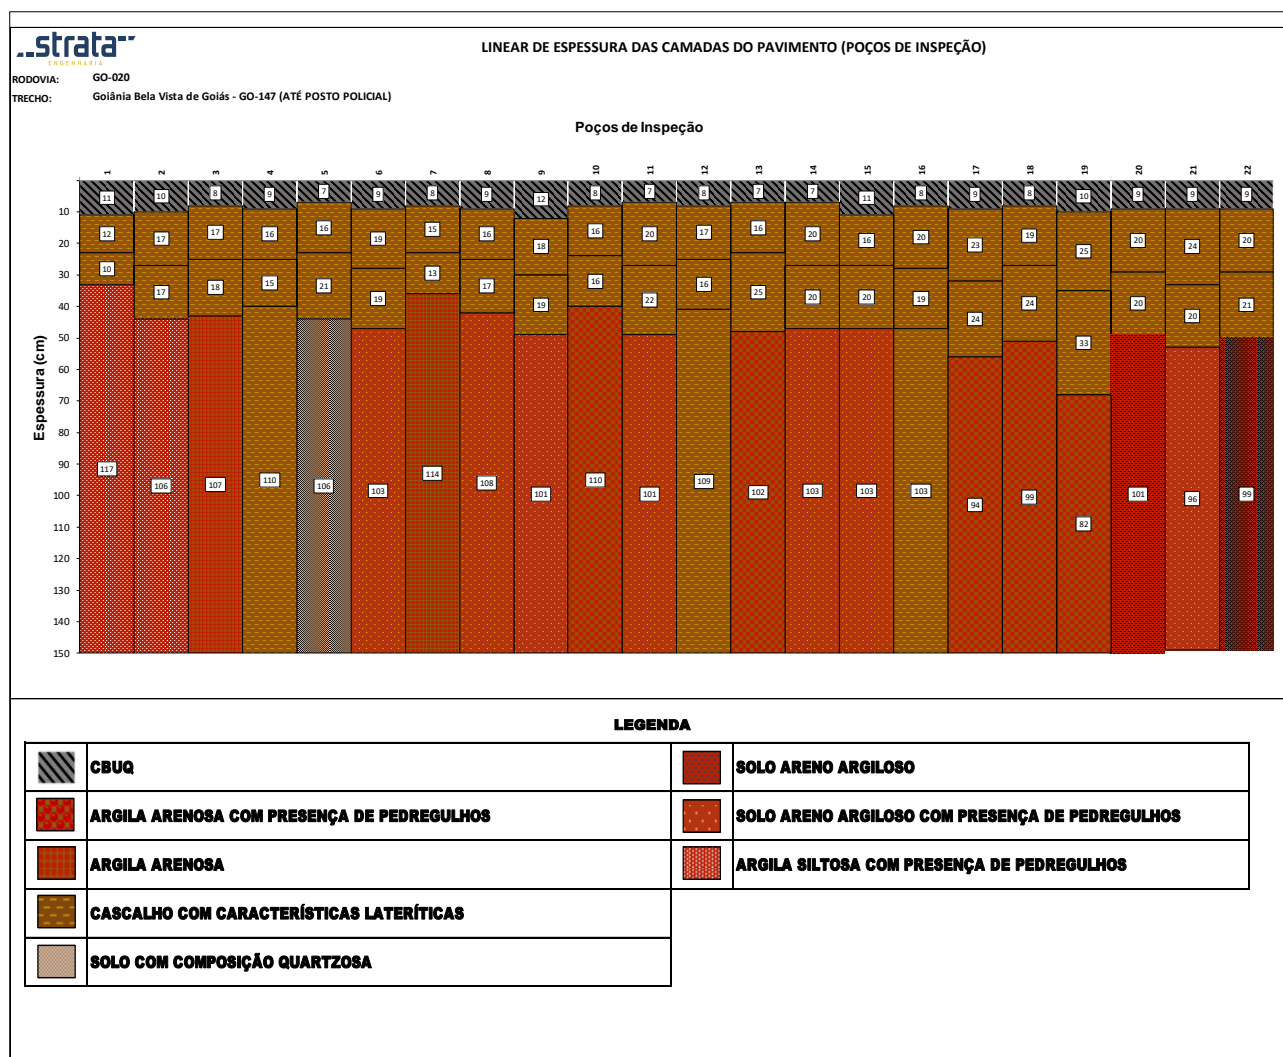 strata
ENGENHARIA
LINEAR DE ESPESSURA DAS CAMADAS DO PAVIMENTO (POÇOS DE INSPEÇÃO)
RODOVIA: GO-020
TRECHO: Goiânia Bela Vista de Goiás - GO-147 (ATÉ POSTO POLICIAL)
Poços de Inspeção
1 2 3 4 5 6 7 8 9 10 11 12 13 14 15 16 17 18 19 20 21 22
11 10 8 9 7 9 8 9 12 8 7 8 7 7 11 8 9 8 10 9 9 9
12 17 17 16 16 19 15 16 18 16 20 17 16 20 16 20 23 19 25 20 24 20
10 17 18 15 21 19 13 17 19 16 22 16 25 20 20 19 24 24 33 20 20 21
117 106 107 110 106 103 114 108 101 110 101 109 102 103 103 103 94 99 82 101 96 99
Espessura (cm)
10
20
30
40
50
60
70
80
90
100
110
120
130
140
150
LEGENDA
CBUQ
SOLO ARENO ARGILOSO
ARGILA ARENOSA COM PRESENÇA DE PEDREGULHOS
SOLO ARENO ARGILOSO COM PRESENÇA DE PEDREGULHOS
ARGILA ARENOSA
ARGILA SILTOSA COM PRESENÇA DE PEDREGULHOS
CASCALHO COM CARACTERÍSTICAS LATERÍTICAS
SOLO COM COMPOSIÇÃO QUARTZOSA